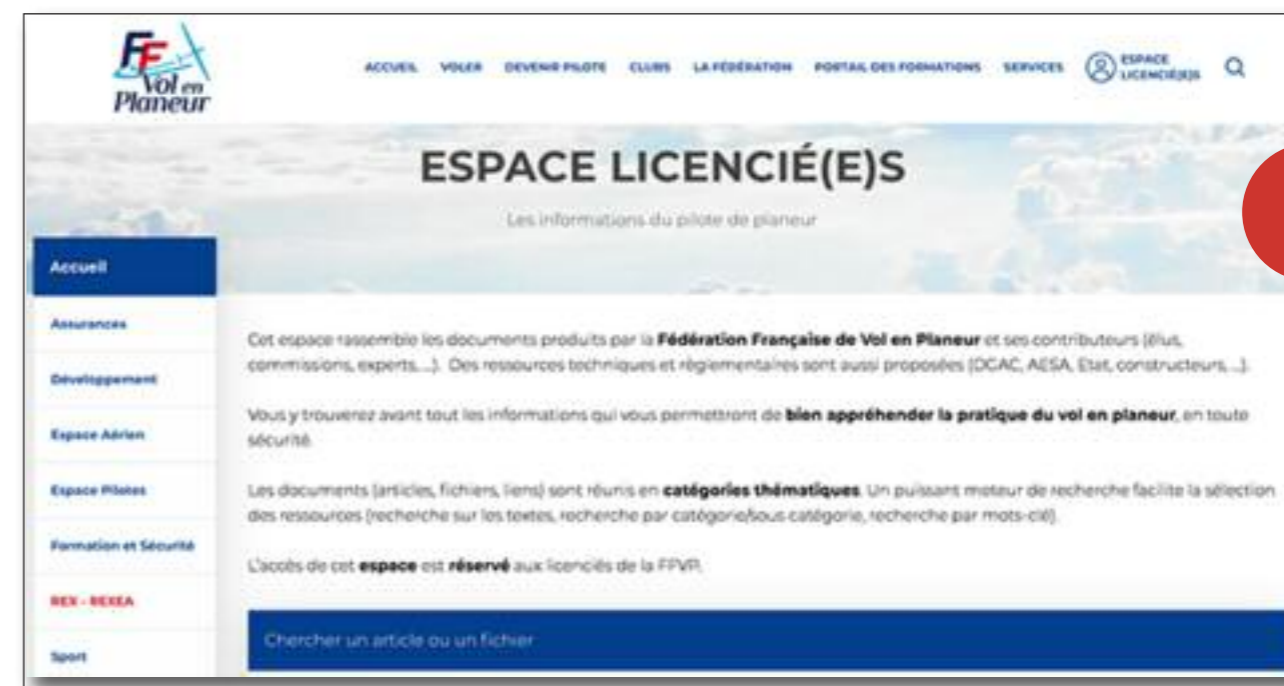 FF
Vol en
Planeur
ACCUEIL VOLER DEVENIR PILOTE CLUBS LA FÉDÉRATION PORTAIL DES FORMATIONS SERVICES ESPACE
LICENCIÉ(E)S
ESPACE LICENCIÉ(E)S
Les informations du pilote de planeur
Accueil
Assurances
Développement
Espace Aérien
Espace Pilotes
Formation et Sécurité
REX - REXEA
Sport
Cet espace rassemble les documents produits par la Fédération Française de Vol en Planeur et ses contributeurs (élus,
commissions, experts, ...). Des ressources techniques et règlementaires sont aussi proposées (DGAC, AESA, Etat, constructeurs, ...).
Vous y trouverez avant tout les informations qui vous permettront de bien appréhender la pratique du vol en planeur, en toute
sécurité.
Les documents (articles, fichiers, liens) sont réunis en catégories thématiques. Un puissant moteur de recherche facilite la sélection
des ressources (recherche sur les textes, recherche par catégorie/sous catégorie, recherche par mots-clé).
L'accès de cet espace est réservé aux licenciés de la FFVP.
Chercher un article ou un fichier